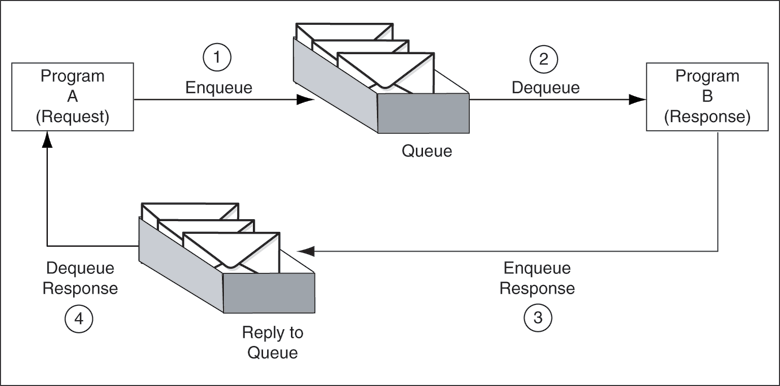 1
Enqueue
2
Dequeue
Program
A
(Request)
Program
B
(Response)
Queue
Dequeue
Response
4
Enqueue
Response
3
Reply to
Queue